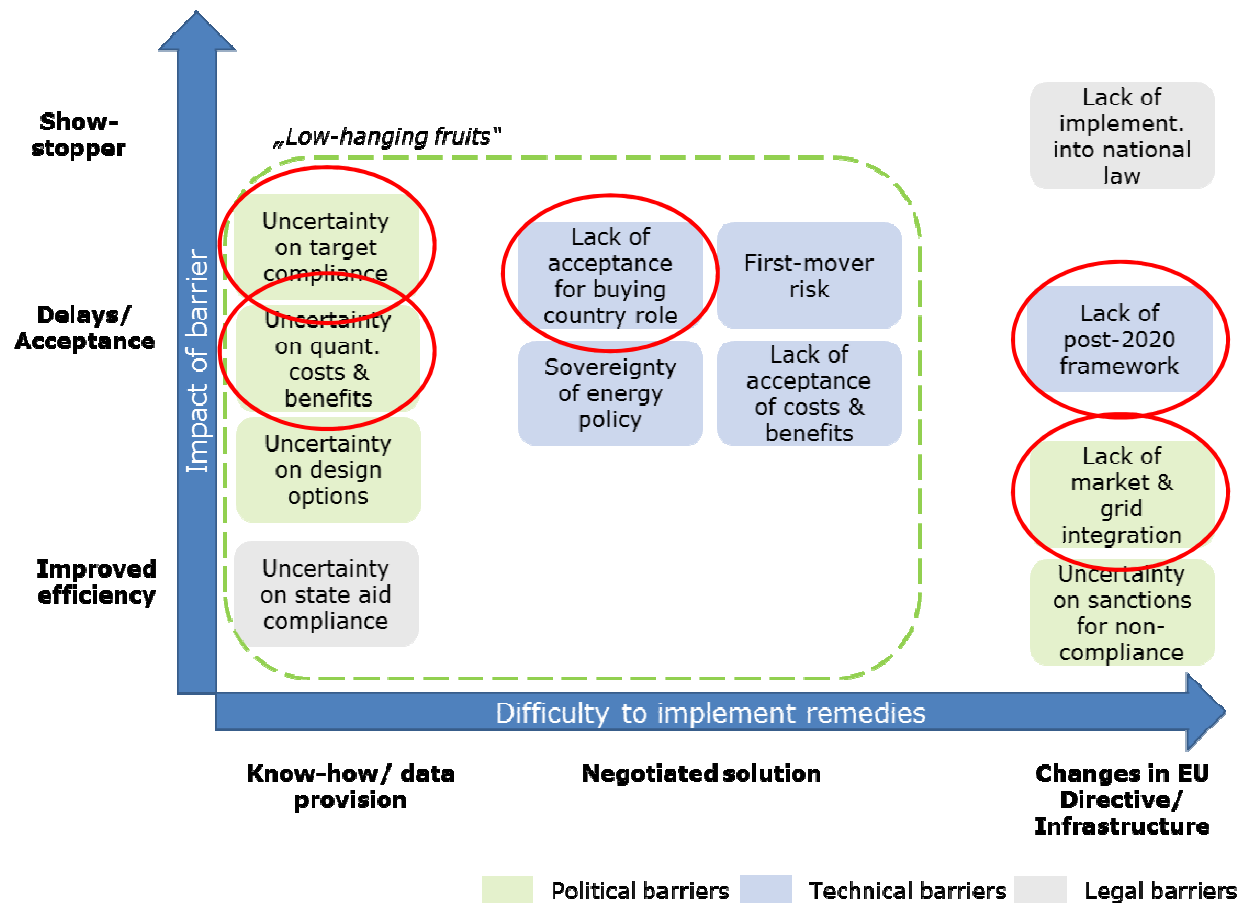 Show-
stopper
„Low-hanging fruits“
Lack of
implement.
into national
law
Uncertainty
on target
compliance
Lack of
acceptance
for buying
country role
First-mover
risk
Impact of barrier
Delays/
Acceptance
Uncertainty
on quant.
costs &
benefits
Sovereignty
of energy
policy
Lack of
acceptance
of costs &
benefits
Lack of
post-2020
framework
Uncertainty
on design
options
Lack of
market &
grid
integration
Improved
efficiency
Uncertainty
on state aid
compliance
Uncertainty
on sanctions
for non-
compliance
Difficulty to implement remedies
Know-how/ data
provision
Negotiated solution
Changes in EU
Directive/
Infrastructure
Political barriers
Technical barriers
Legal barriers